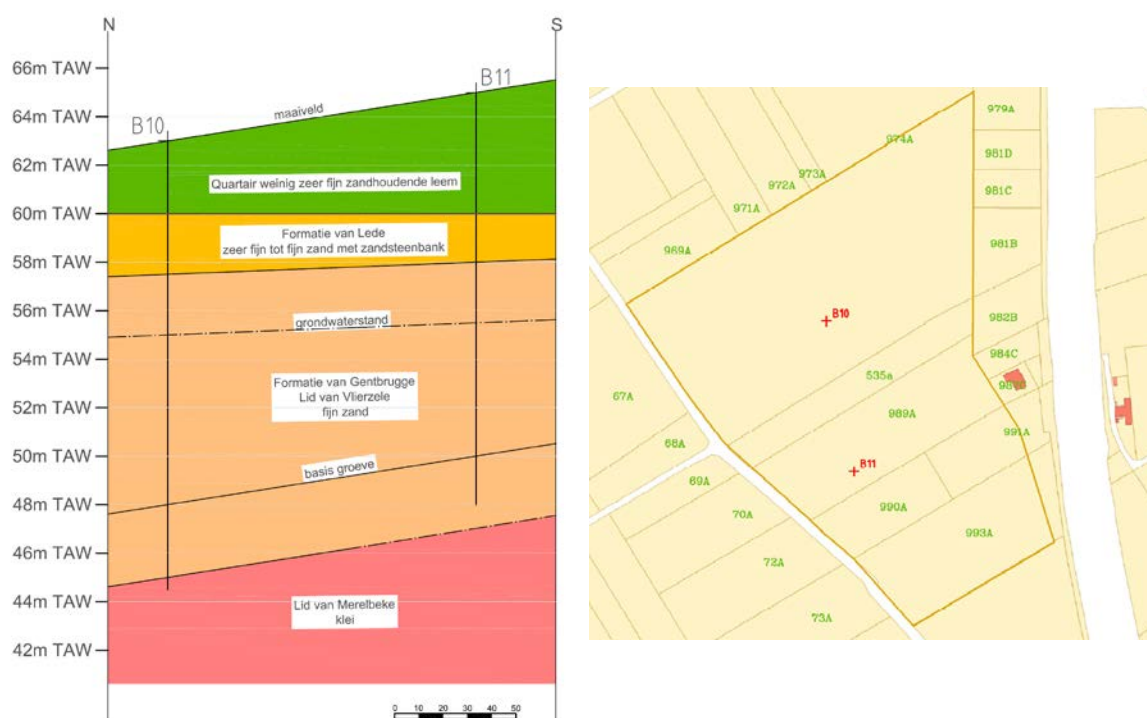 N
S
66m TAW
64m TAW
62m TAW
60m TAW
58m TAW
56m TAW
54m TAW
52m TAW
50m TAW
48m TAW
46m TAW
44m TAW
42m TAW
B10
B11
maaiveld
Quartair weinig zeer fijn zandhoudende leem
Formatie van Lede
zeer fijn tot fijn zand met zandsteenbank
grondwaterstand
Formatie van Gentbrugge
Lid van Vlierzele
fijn zand
basis groeve
Lid van Merelbeke
klei
0 10 20 30 40 50
979A
974A
981D
973A
972A
981C
971A
981B
969A
B10
982B
984C
535a
67A
989A
991A
68A
B11
69A
990A
70A
993A
72A
73A